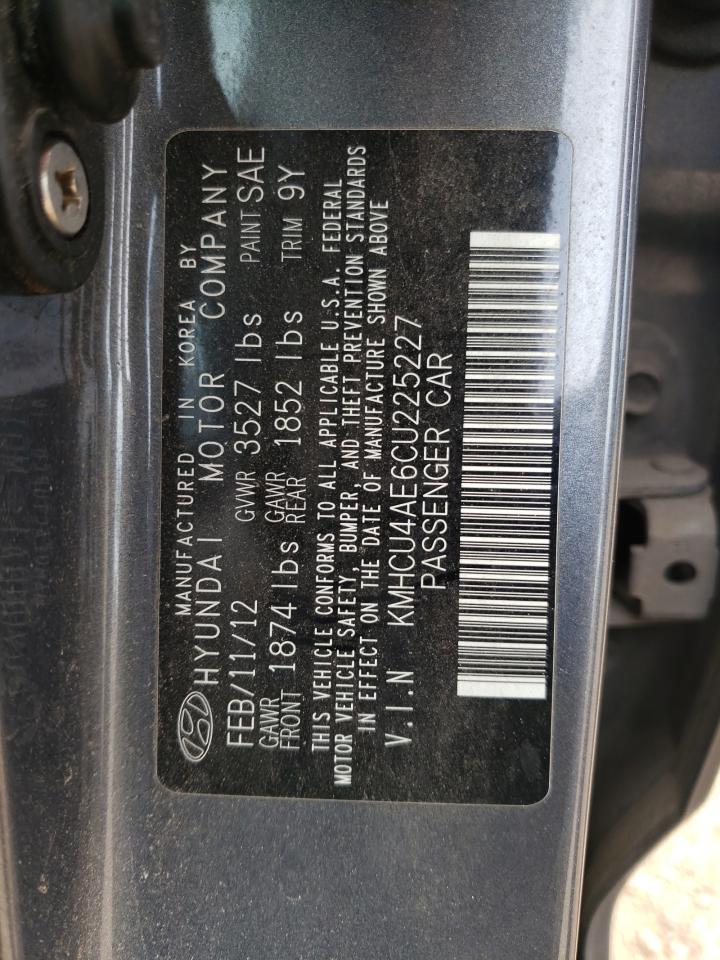 MANUFACTURED IN KOREA BY
HYUNDAI MOTOR COMPANY
FEB/11/12 GVWR 3527 lbs PAINT SAE
GAWR FRONT 1874 lbs GAWR REAR 1852 lbs TRIM 9Y
THIS VEHICLE CONFORMS TO ALL APPLICABLE U.S.A. FEDERAL
MOTOR VEHICLE SAFETY, BUMPER, AND THEFT PREVENTION STANDARDS
IN EFFECT ON THE DATE OF MANUFACTURE SHOWN ABOVE
V.I.N KMHCU4AE6CU225227
PASSENGER CAR